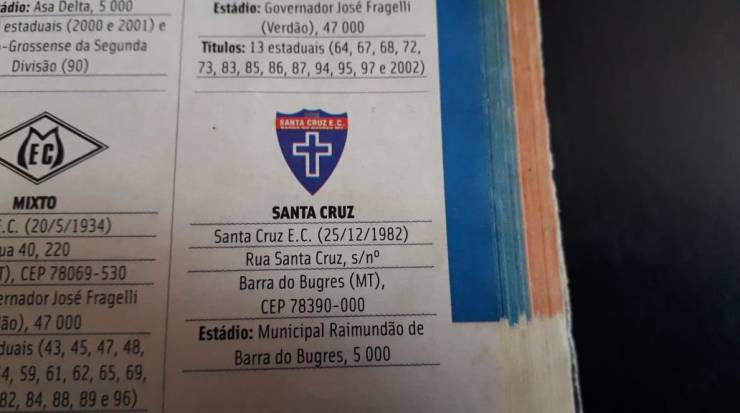 ádio: Asa Delta, 5 000
estaduais (2000 e 2001) e
-Grossense da Segunda
Divisão (90)
MEC
MIXTO
E.C. (20/5/1934)
ua 40, 220
T), CEP 78069-530
ernador José Fragelli
ão), 47 000
duais (43, 45, 47, 48,
4, 59, 61, 62, 65, 69,
82, 84, 88, 89 e 96)
Estádio: Governador José Fragelli
(Verdão), 47 000
Títulos: 13 estaduais (64, 67, 68, 72,
73, 83, 85, 86, 87, 94, 95, 97 e 2002)
SANTA CRUZ E.C.
SANTA CRUZ
Santa Cruz E.C. (25/12/1982)
Rua Santa Cruz, s/nº
Barra do Bugres (MT),
CEP 78390-000
Estádio: Municipal Raimundão de
Barra do Bugres, 5 000